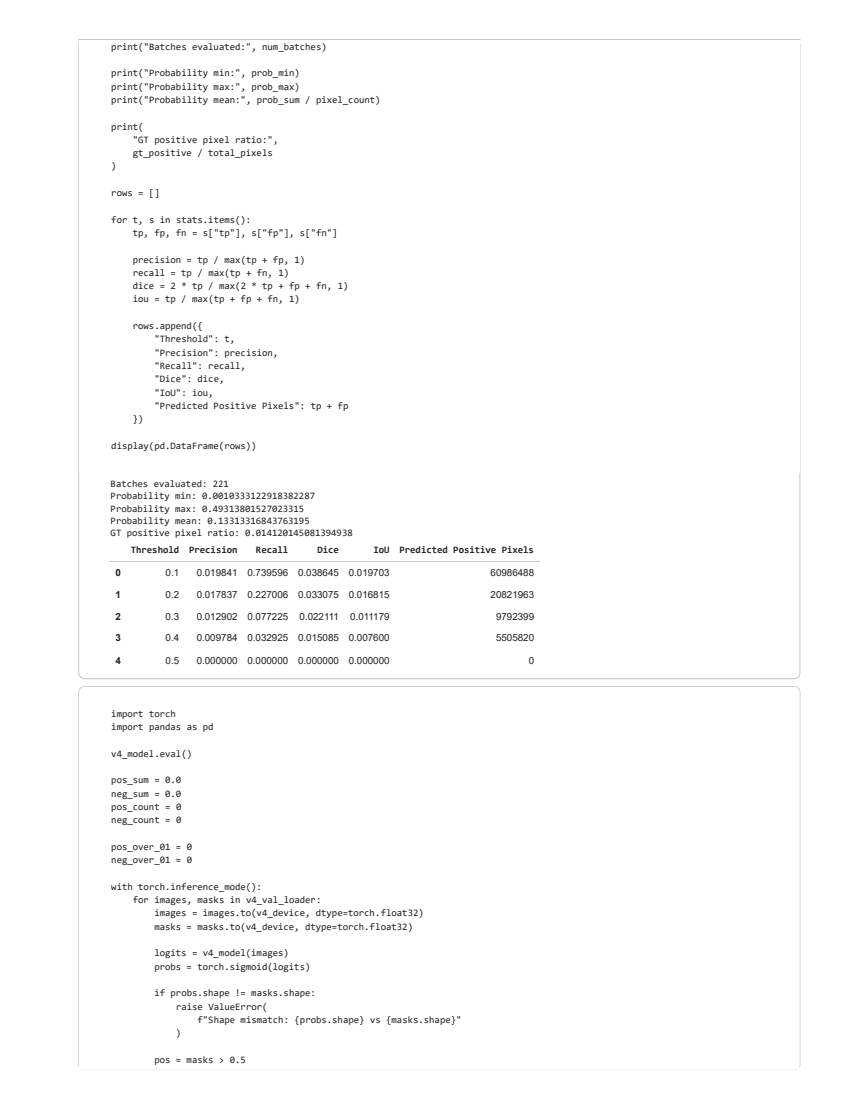 print("Batches evaluated:", num_batches)
print("Probability min:", prob_min)
print("Probability max:", prob_max)
print("Probability mean:", prob_sum / pixel_count)
print(
    "GT positive pixel ratio:",
    gt_positive / total_pixels
)
rows = []
for t, s in stats.items():
    tp, fp, fn = s["tp"], s["fp"], s["fn"]
    precision = tp / max(tp + fp, 1)
    recall = tp / max(tp + fn, 1)
    dice = 2 * tp / max(2 * tp + fp + fn, 1)
    iou = tp / max(tp + fp + fn, 1)
    rows.append({
        "Threshold": t,
        "Precision": precision,
        "Recall": recall,
        "Dice": dice,
        "IoU": iou,
        "Predicted Positive Pixels": tp + fp
    })
display(pd.DataFrame(rows))
Batches evaluated: 221
Probability min: 0.0010333122918382287
Probability max: 0.49313801527023315
Probability mean: 0.13313316843763195
GT positive pixel ratio: 0.014120145081394938
Threshold Precision Recall Dice IoU Predicted Positive Pixels
0 0.1 0.019841 0.739596 0.038645 0.019703 60986488
1 0.2 0.017837 0.227006 0.033075 0.016815 20821963
2 0.3 0.012902 0.077225 0.022111 0.011179 9792399
3 0.4 0.009784 0.032925 0.015085 0.007600 5505820
4 0.5 0.000000 0.000000 0.000000 0.000000 0
import torch
import pandas as pd
v4_model.eval()
pos_sum = 0.0
neg_sum = 0.0
pos_count = 0
neg_count = 0
pos_over_01 = 0
neg_over_01 = 0
with torch.inference_mode():
    for images, masks in v4_val_loader:
        images = images.to(v4_device, dtype=torch.float32)
        masks = masks.to(v4_device, dtype=torch.float32)
        logits = v4_model(images)
        probs = torch.sigmoid(logits)
        if probs.shape != masks.shape:
            raise ValueError(
                f"Shape mismatch: {probs.shape} vs {masks.shape}"
            )
        pos = masks > 0.5